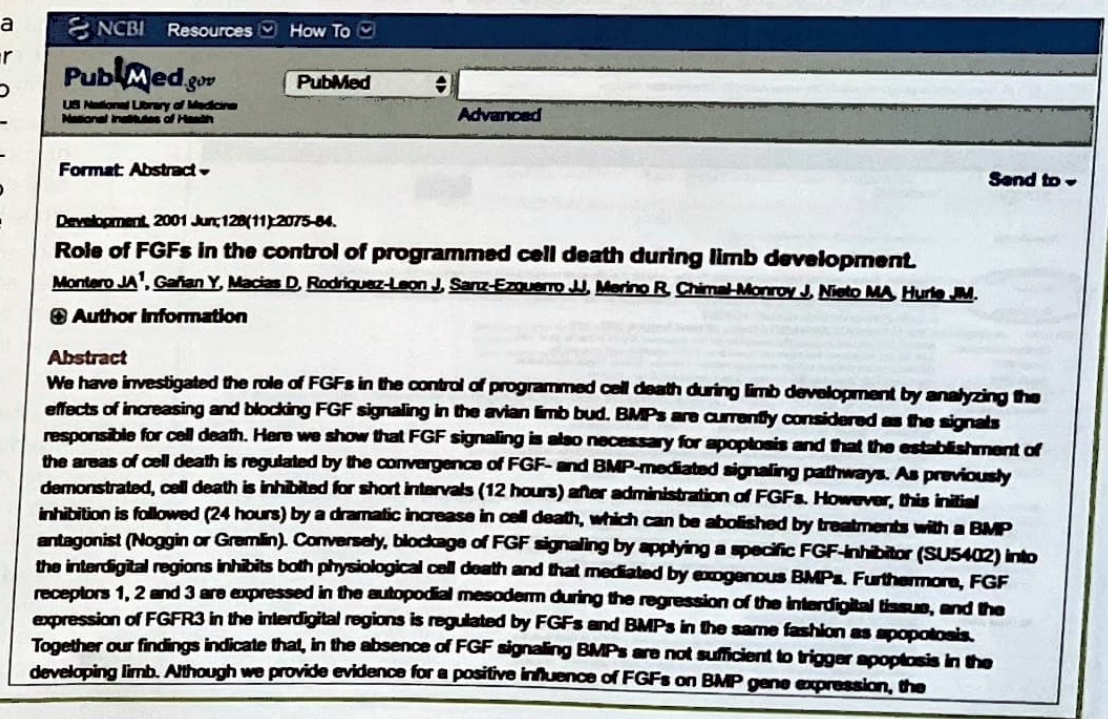 a
NCBI Resources How To
r
PubMed.gov PubMed
o
US National Library of Medicine
National Institutes of Health
Advanced
-
-
Format: Abstract
Send to
o
Development. 2001 Jun;128(11):2075-84.
Role of FGFs in the control of programmed cell death during limb development.
Montero JA1, Gañan Y, Macias D, Rodriguez-Leon J, Sanz-Ezquerro JJ, Merino R, Chimal-Monroy J, Nieto MA, Hurle JM.
Author information
Abstract
We have investigated the role of FGFs in the control of programmed cell death during limb development by analyzing the
effects of increasing and blocking FGF signaling in the avian limb bud. BMPs are currently considered as the signals
responsible for cell death. Here we show that FGF signaling is also necessary for apoptosis and that the establishment of
the areas of cell death is regulated by the convergence of FGF- and BMP-mediated signaling pathways. As previously
demonstrated, cell death is inhibited for short intervals (12 hours) after administration of FGFs. However, this initial
inhibition is followed (24 hours) by a dramatic increase in cell death, which can be abolished by treatments with a BMP
antagonist (Noggin or Gremlin). Conversely, blockage of FGF signaling by applying a specific FGF-inhibitor (SU5402) into
the interdigital regions inhibits both physiological cell death and that mediated by exogenous BMPs. Furthermore, FGF
receptors 1, 2 and 3 are expressed in the autopodial mesoderm during the regression of the interdigital tissue, and the
expression of FGFR3 in the interdigital regions is regulated by FGFs and BMPs in the same fashion as apopotosis.
Together our findings indicate that, in the absence of FGF signaling BMPs are not sufficient to trigger apoptosis in the
developing limb. Although we provide evidence for a positive influence of FGFs on BMP gene expression, the